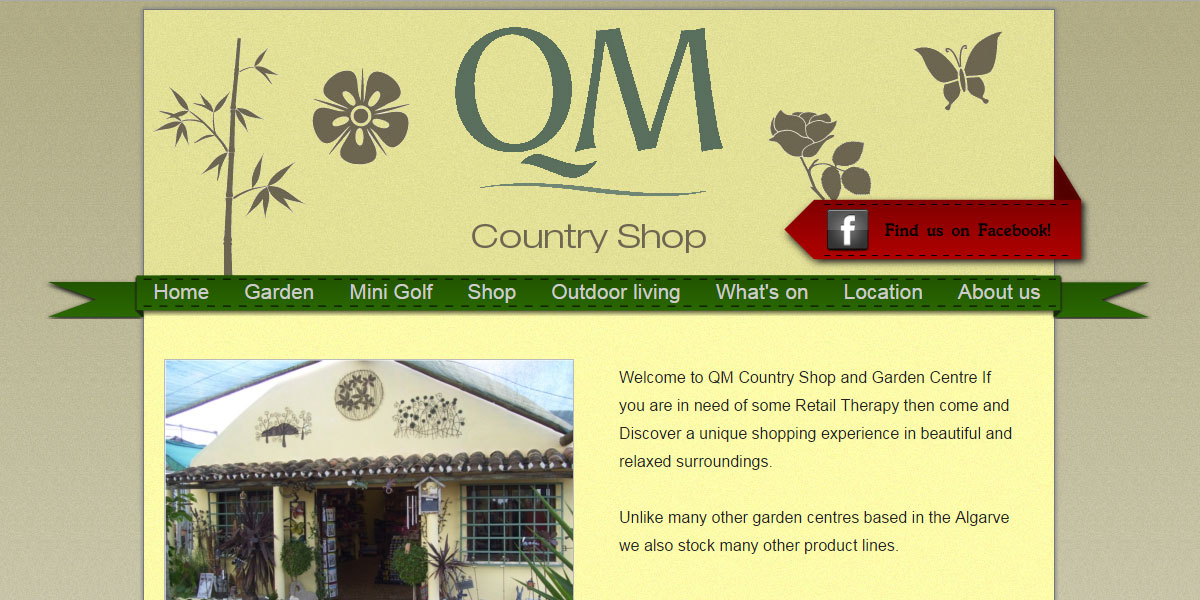 QM
Country Shop
f Find us on Facebook!
Home Garden Mini Golf Shop Outdoor living What's on Location About us
Welcome to QM Country Shop and Garden Centre If
you are in need of some Retail Therapy then come and
Discover a unique shopping experience in beautiful and
relaxed surroundings.
Unlike many other garden centres based in the Algarve
we also stock many other product lines.